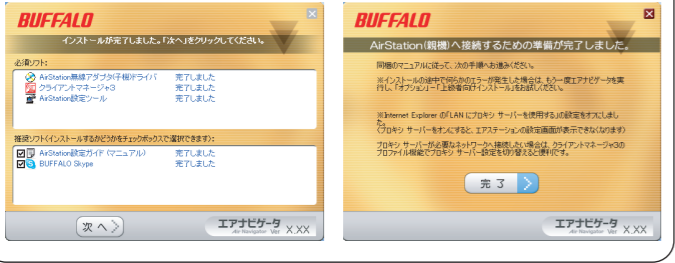 BUFFALO
インストールが完了しました。「次へ」をクリックしてください。
必須ソフト:
AirStation無線アダプタ(子機)ドライバ 完了しました
クライアントマネージャ3 完了しました
AirStation設定ツール 完了しました
推奨ソフト(インストールするかどうかをチェックボックスで選択できます):
AirStation設定ガイド (マニュアル) 完了しました
BUFFALO Skype 完了しました
次 へ
エアナビゲータ
Air Navigator Ver X.XX
BUFFALO
AirStation(親機)へ接続するための準備が完了しました。
同梱のマニュアルに従って、次の手順へお進みください。
※インストールの途中で何らかのエラーが発生した場合は、もう一度エアナビゲータを実
行し、「オプション」-「上級者向けインストール」をお試しください。
※Internet Explorer の「LAN にプロキシ サーバーを使用する」の設定をオフにしまし
た。
(プロキシ サーバーをオンにすると、エアステーションの設定画面が表示できなくなります)
プロキシ サーバーが必要なネットワークへ接続したい場合は、クライアントマネージャ3の
プロファイル機能でプロキシ サーバー設定を切り替えると便利です。
完 了
エアナビゲータ
Air Navigator Ver X.XX